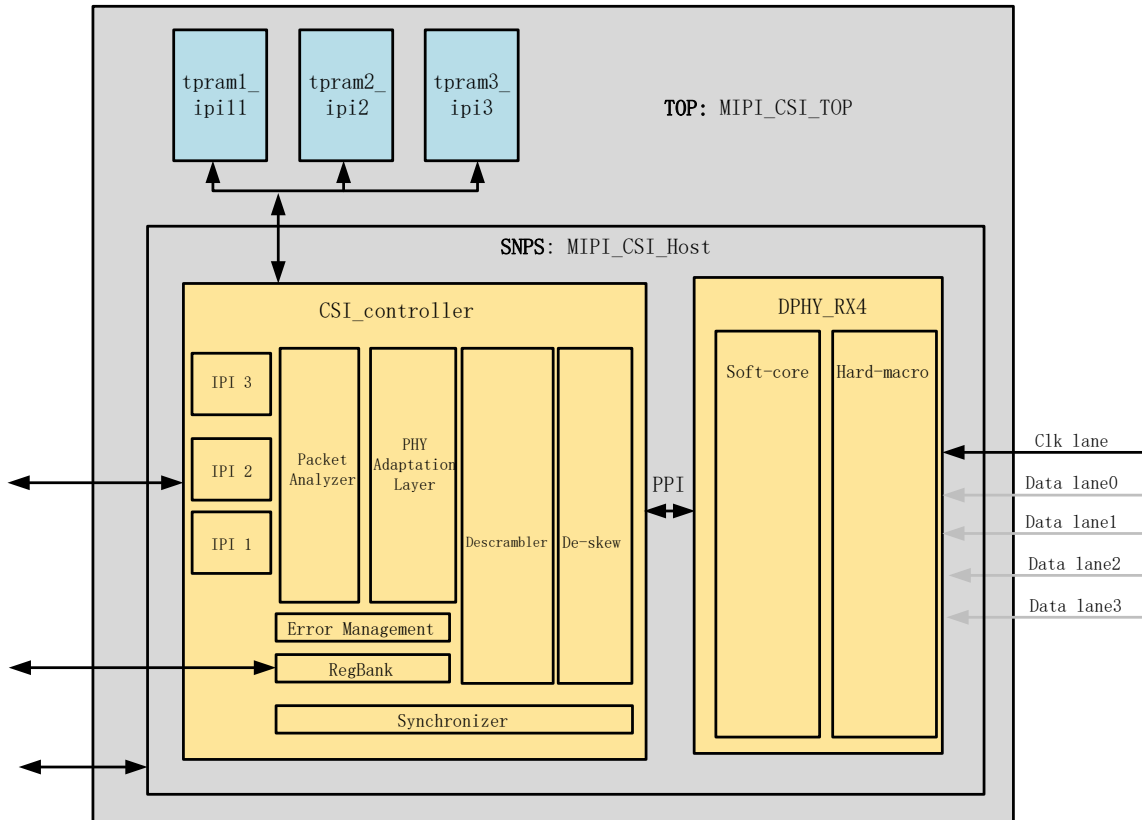 tpram1_
ipi11
tpram2_
ipi2
tpram3_
ipi3
TOP: MIPI_CSI_TOP
SNPS: MIPI_CSI_Host
CSI_controller
DPHY_RX4
IPI 3
IPI 2
IPI 1
Packet
Analyzer
PHY
Adaptation
Layer
Descrambler
De-skew
Error Management
RegBank
Synchronizer
PPI
Soft-core
Hard-macro
Clk lane
Data lane0
Data lane1
Data lane2
Data lane3